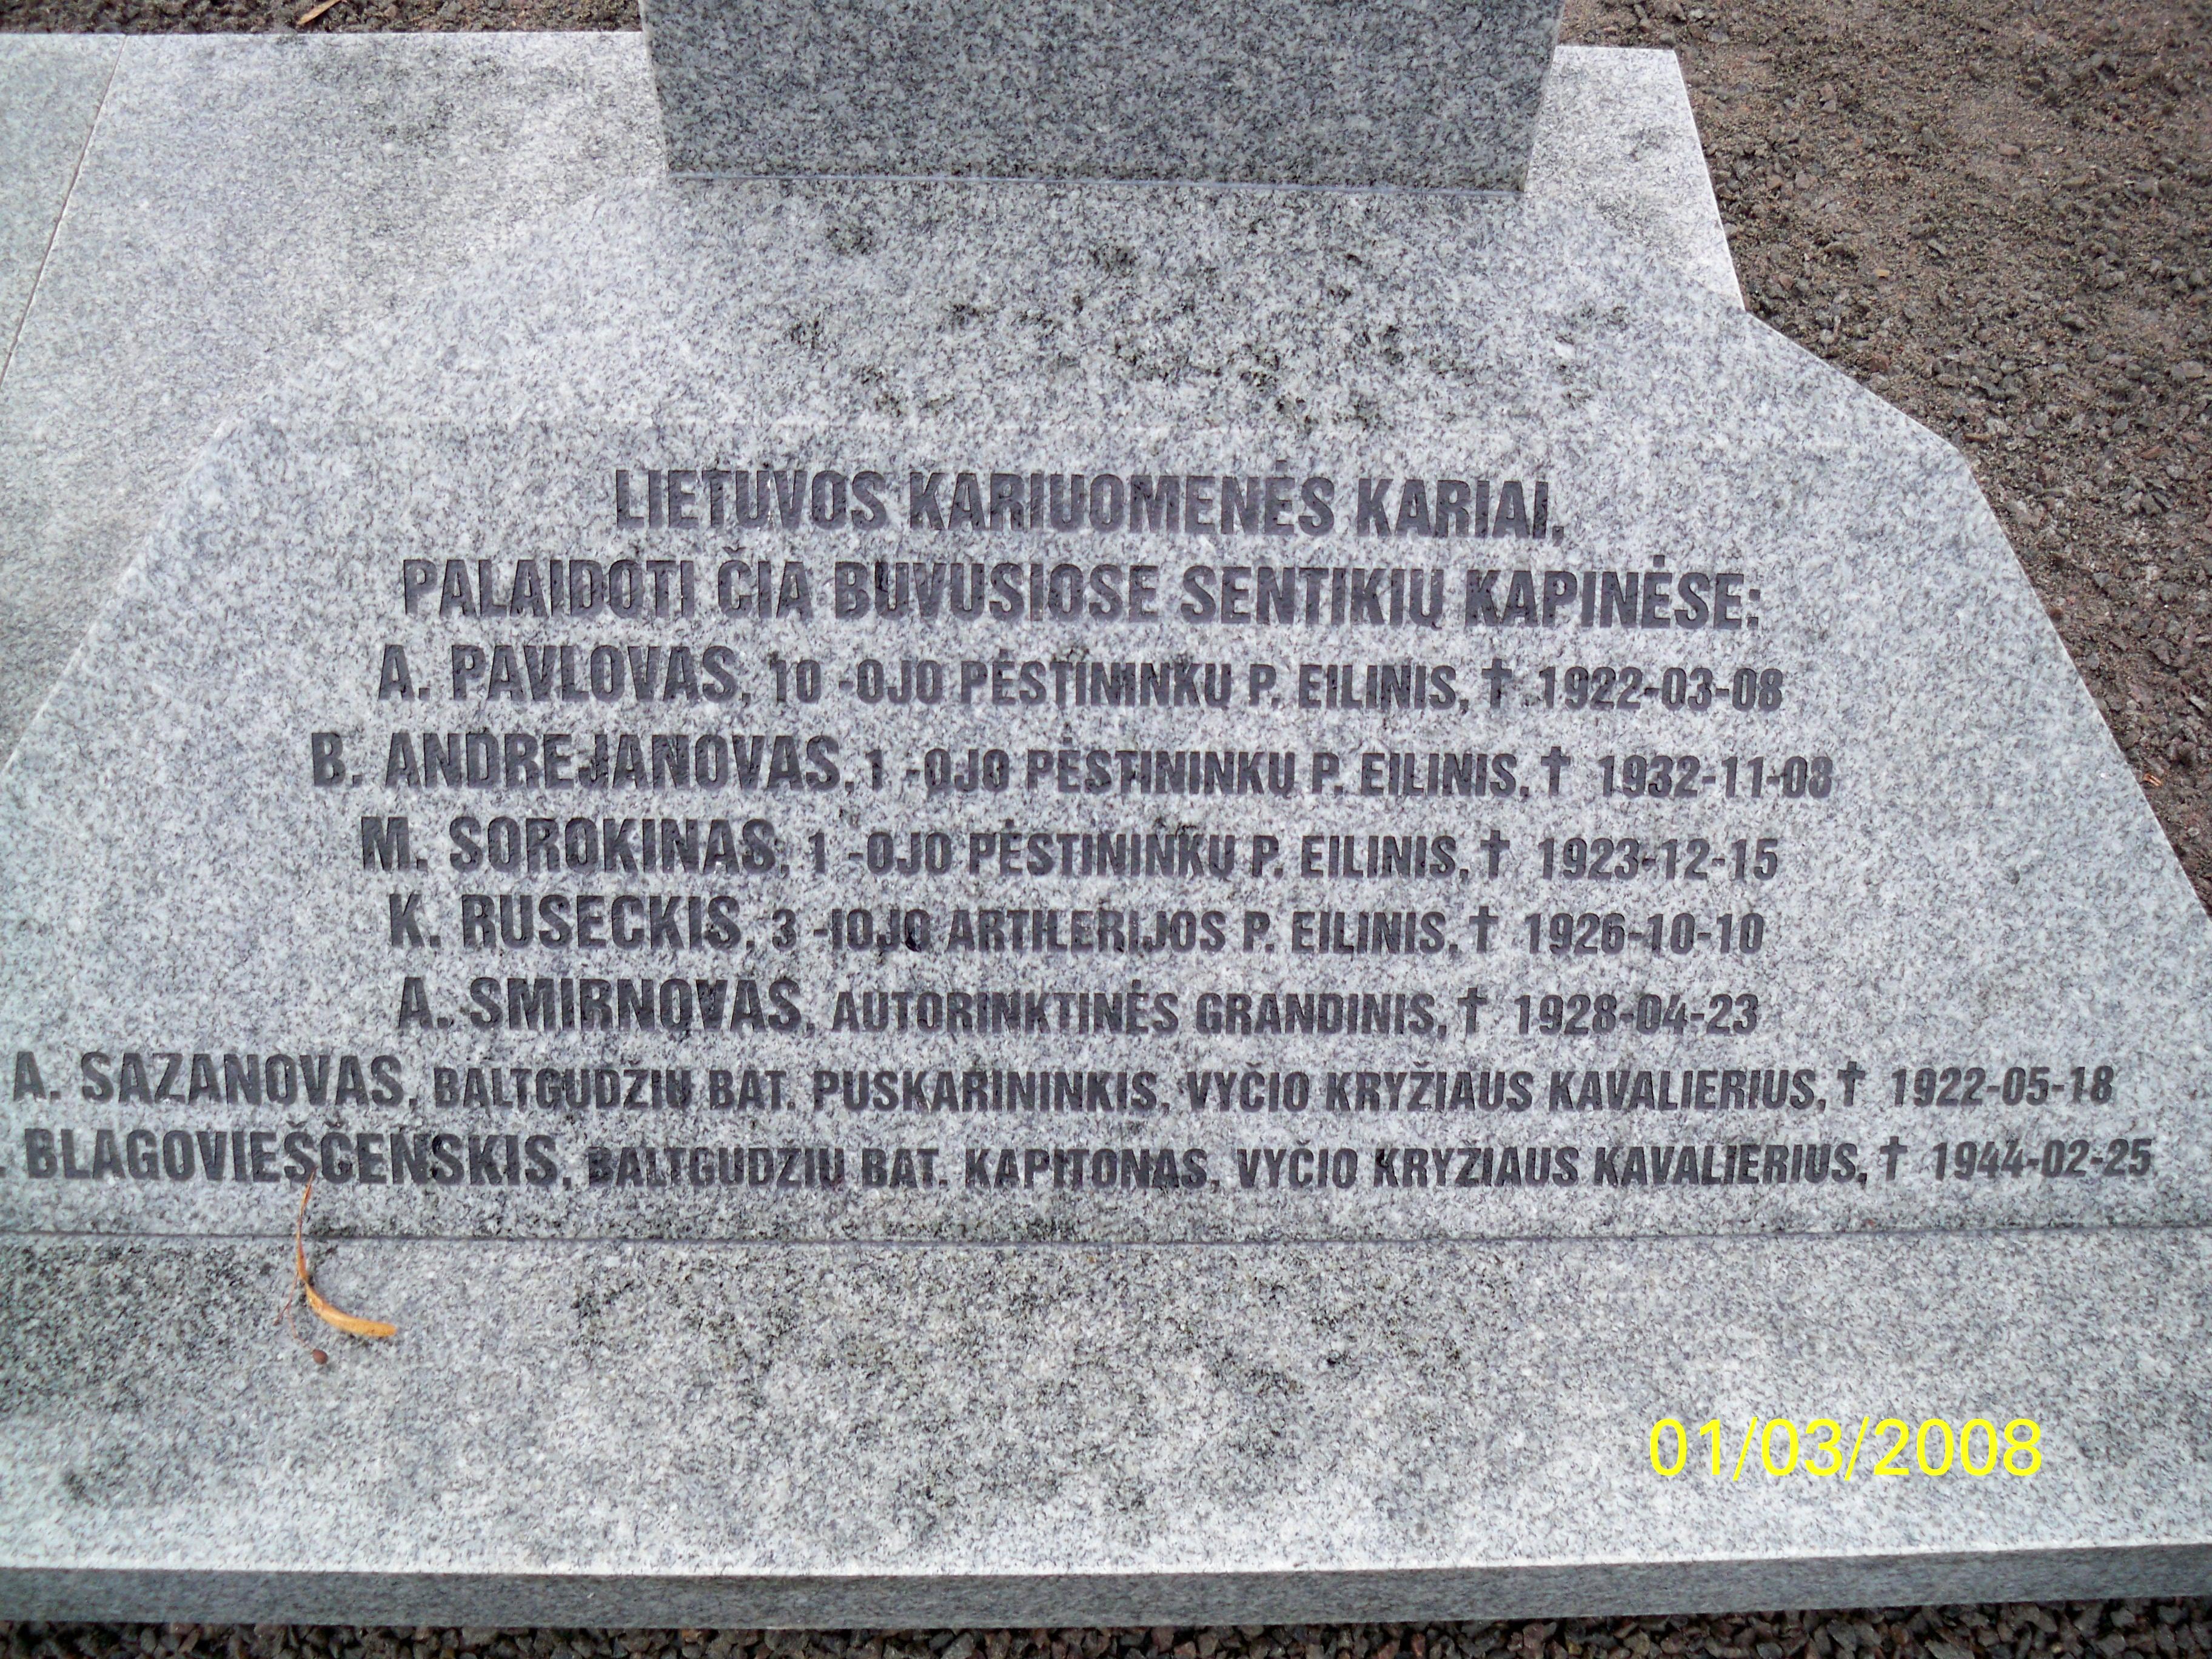 LIETUVOS KARIUOMENĖS KARIAI,
PALAIDOTI ČIA BUVUSIOSE SENTIKIŲ KAPINĖSE:
A. PAVLOVAS, 10 -OJO PĖSTININKŲ P. EILINIS, † 1922-03-08
B. ANDREJANOVAS, 1 -OJO PĖSTININKŲ P. EILINIS, † 1932-11-08
M. SOROKINAS, 1 -OJO PĖSTININKŲ P. EILINIS, † 1923-12-15
K. RUSECKIS, 3 -IOJO ARTILERIJOS P. EILINIS, † 1926-10-10
A. SMIRNOVAS, AUTORINKTINĖS GRANDINIS, † 1928-04-23
A. SAZANOVAS, BALTGUDŽIŲ BAT. PUSKARININKIS, VYČIO KRYŽIAUS KAVALIERIUS, † 1922-05-18
BLAGOVIEŠČENSKIS, BALTGUDŽIŲ BAT. KAPITONAS, VYČIO KRYŽIAUS KAVALIERIUS, † 1944-02-25
01/03/2008